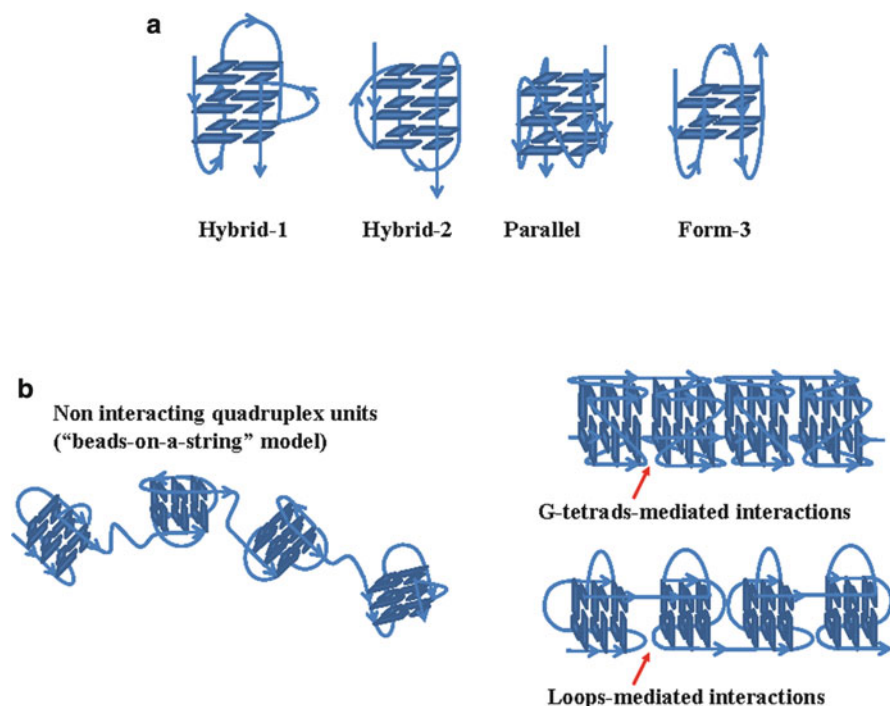 a
Hybrid-1
Hybrid-2
Parallel
Form-3
b
Non interacting quadruplex units
(“beads-on-a-string” model)
G-tetrads-mediated interactions
Loops-mediated interactions